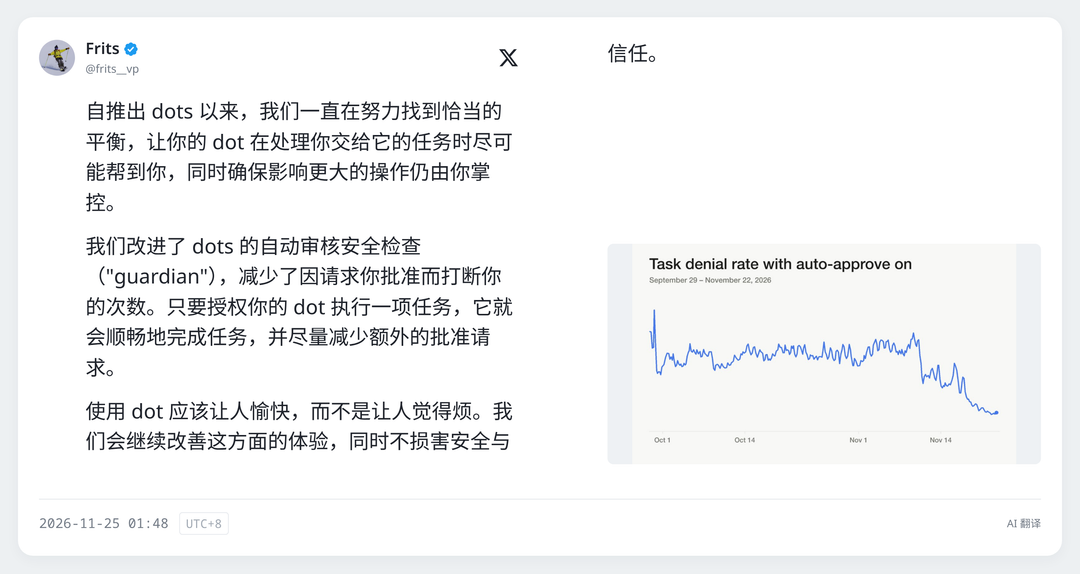 Frits
@frits__vp
自推出 dots 以来，我们一直在努力找到恰当的
平衡，让你的 dot 在处理你交给它的任务时尽可
能帮到你，同时确保影响更大的操作仍由你掌
控。
我们改进了 dots 的自动审核安全检查
（"guardian"），减少了因请求你批准而打断你
的次数。只要授权你的 dot 执行一项任务，它就
会顺畅地完成任务，并尽量减少额外的批准请
求。
使用 dot 应该让人愉快，而不是让人觉得烦。我
们会继续改善这方面的体验，同时不损害安全与
信任。
Task denial rate with auto-approve on
September 29 – November 22, 2026
Oct 1
Oct 14
Nov 1
Nov 14
2026-11-25 01:48
UTC+8
AI 翻译